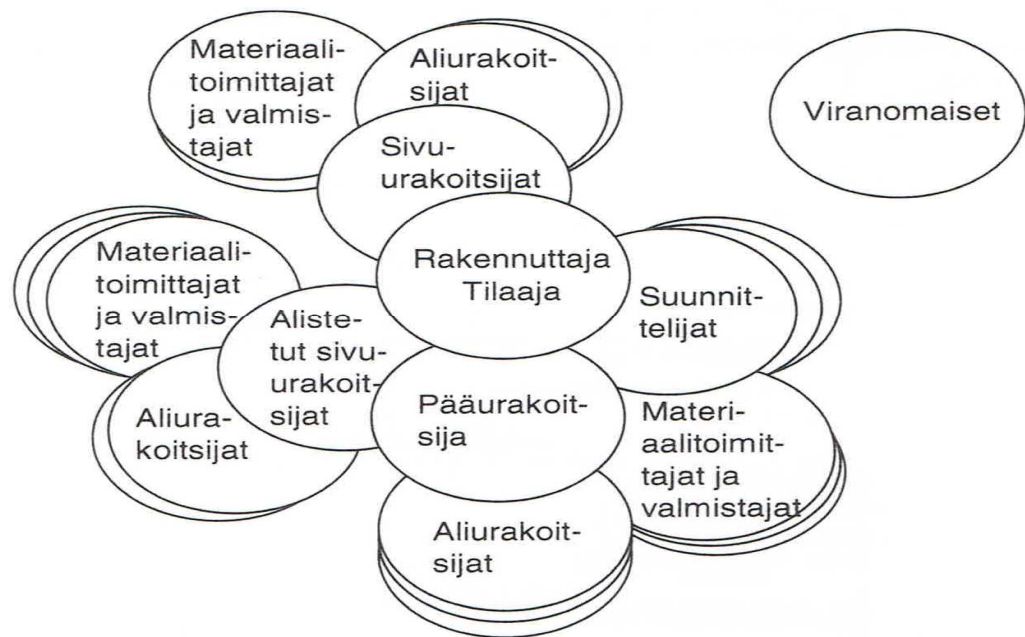 Materiaali-
toimittajat
ja valmis-
tajat
Aliurakoit-
sijat
Viranomaiset
Sivu-
urakoitsijat
Materiaali-
toimittajat
ja valmis-
tajat
Rakennuttaja
Tilaaja
Suunnit-
telijat
Aliste-
tut sivu-
urakoit-
sijat
Aliura-
koitsijat
Pääurakoit-
sija
Materi-
aalitoimit-
tajat ja
valmistajat
Aliurakoit-
sijat